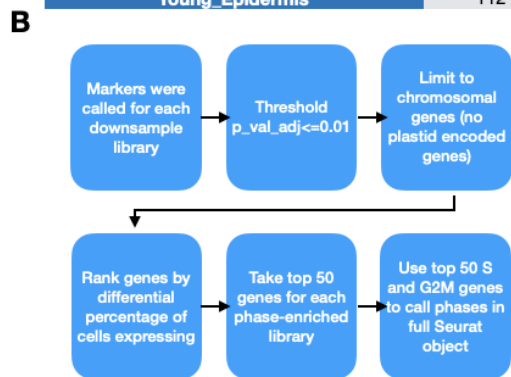 Young_Epidermis
112
B
Markers were
called for each
downsample
library
Threshold
p_val_adj<=0.01
Limit to
chromosomal
genes (no
plastid encoded
genes)
Rank genes by
differential
percentage of
cells expressing
Take top 50
genes for each
phase-enriched
library
Use top 50 S
and G2M genes
to call phases in
full Seurat
object